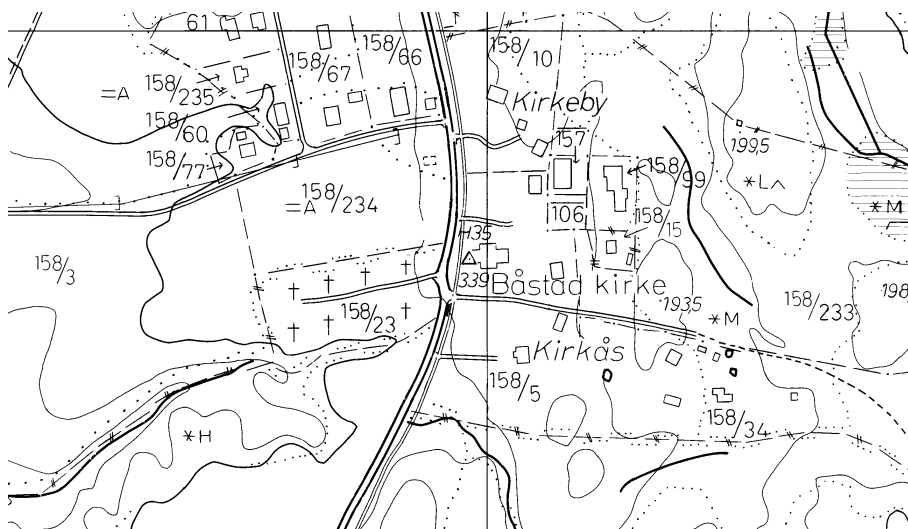 61
158/66
158/67
158/10
158/235
=A
Kirkeby
158/60
157
199,5
158/77
158/99
*L^
158/234
=A
106
158/15
*M
H35
158/3
339
Båstad kirke
193,5
158/233
198
158/23
*M
Kirkås
158/5
158/34
*H